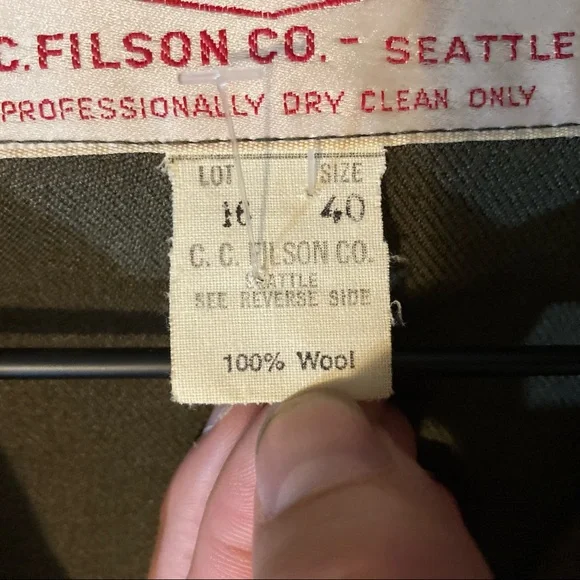 C. FILSON CO. - SEATTLE
PROFESSIONALLY DRY CLEAN ONLY
LOT SIZE
16 40
C. C. FILSON CO.
SEATTLE
SEE REVERSE SIDE
100% Wool